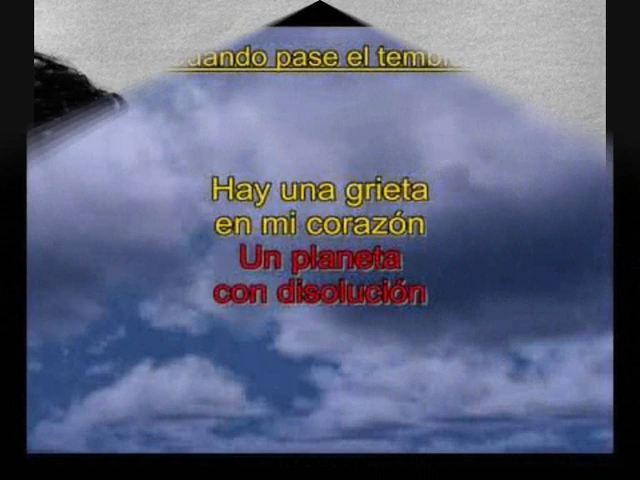 pase el
Hay una grieta
en mi corazón
Un planeta
con disolución